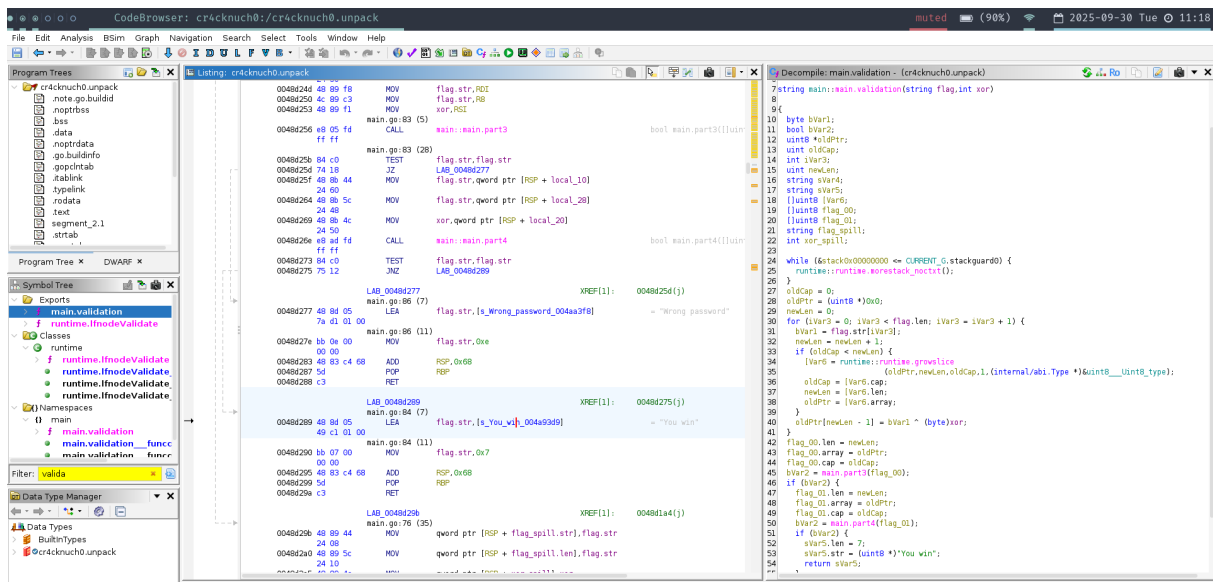 CodeBrowser: cr4cknuch0:/cr4cknuch0.unpack
muted (90%) 2025-09-30 Tue 11:18
File Edit Analysis BSim Graph Navigation Search Select Tools Window Help
Program Trees
cr4cknuch0.unpack
.note.go.buildid
.noptrbss
.bss
.data
.noptrdata
.go.buildinfo
.gopclntab
.itablink
.typelink
.rodata
.text
segment_2.1
.strtab
Program Tree × DWARF ×
Symbol Tree
Exports
f main.validation
f runtime.lfnodeValidate
Classes
runtime
f runtime.lfnodeValidate
runtime.lfnodeValidate_
runtime.lfnodeValidate_
Namespaces
main
f main.validation
main.validation___func
main.validation___func
Filter: valida
Data Type Manager
Data Types
BuiltInTypes
cr4cknuch0.unpack
Listing: cr4cknuch0.unpack
0048d24d 48 89 f8 MOV flag.str,RDI
0048d250 4c 89 c3 MOV flag.str,R8
0048d253 48 89 f1 MOV xor,RSI
main.go:83 (5)
0048d256 e8 05 fd CALL main::main.part3 bool main.part3([]uin
ff ff
main.go:83 (28)
0048d25b 84 c0 TEST flag.str,flag.str
0048d25d 74 18 JZ LAB_0048d277
0048d25f 48 8b 44 MOV flag.str,qword ptr [RSP + local_10]
24 60
0048d264 48 8b 5c MOV flag.str,qword ptr [RSP + local_28]
24 48
0048d269 48 8b 4c MOV xor,qword ptr [RSP + local_20]
24 50
0048d26e e8 ad fd CALL main::main.part4 bool main.part4([]uin
ff ff
0048d273 84 c0 TEST flag.str,flag.str
0048d275 75 12 JNZ LAB_0048d289
LAB_0048d277 XREF[1]: 0048d25d(j)
main.go:86 (7)
0048d277 48 8d 05 LEA flag.str,[s_Wrong_password_004aa3f8] = "Wrong password"
7a d1 01 00
main.go:86 (11)
0048d27e bb 0e 00 MOV flag.str,0xe
00 00
0048d283 48 83 c4 68 ADD RSP,0x68
0048d287 5d POP RBP
0048d288 c3 RET
LAB_0048d289 XREF[1]: 0048d275(j)
main.go:84 (7)
0048d289 48 8d 05 LEA flag.str,[s_You_win_004a93d9] = "You win"
49 c1 01 00
main.go:84 (11)
0048d290 bb 07 00 MOV flag.str,0x7
00 00
0048d295 48 83 c4 68 ADD RSP,0x68
0048d299 5d POP RBP
0048d29a c3 RET
LAB_0048d29b XREF[1]: 0048d1a4(j)
main.go:76 (35)
0048d29b 48 89 44 MOV qword ptr [RSP + flag_spill.str],flag.str
24 08
0048d2a0 48 89 5c MOV qword ptr [RSP + flag_spill.len],flag.str
24 10
Decompile: main.validation - (cr4cknuch0.unpack)
7 string main::main.validation(string flag,int xor)
8
9 {
10 byte bVar1;
11 bool bVar2;
12 uint8 *oldPtr;
13 uint oldCap;
14 int iVar3;
15 uint newLen;
16 string sVar4;
17 string sVar5;
18 []uint8 []Var6;
19 []uint8 flag_00;
20 []uint8 flag_01;
21 string flag_spill;
22 int xor_spill;
23
24 while (&stack0x00000000 <= CURRENT_G.stackguard0) {
25 runtime::runtime.morestack_noctxt();
26 }
27 oldCap = 0;
28 oldPtr = (uint8 *)0x0;
29 newLen = 0;
30 for (iVar3 = 0; iVar3 < flag.len; iVar3 = iVar3 + 1) {
31 bVar1 = flag.str[iVar3];
32 newLen = newLen + 1;
33 if (oldCap < newLen) {
34 []Var6 = runtime::runtime.growslice
35 (oldPtr,newLen,oldCap,1,(internal/abi.Type *)&uint8___Uint8_type);
36 oldCap = []Var6.cap;
37 newLen = []Var6.len;
38 oldPtr = []Var6.array;
39 }
40 oldPtr[newLen - 1] = bVar1 ^ (byte)xor;
41 }
42 flag_00.len = newLen;
43 flag_00.array = oldPtr;
44 flag_00.cap = oldCap;
45 bVar2 = main.part3(flag_00);
46 if (bVar2) {
47 flag_01.len = newLen;
48 flag_01.array = oldPtr;
49 flag_01.cap = oldCap;
50 bVar2 = main.part4(flag_01);
51 if (bVar2) {
52 sVar5.len = 7;
53 sVar5.str = (uint8 *)"You win";
54 return sVar5;